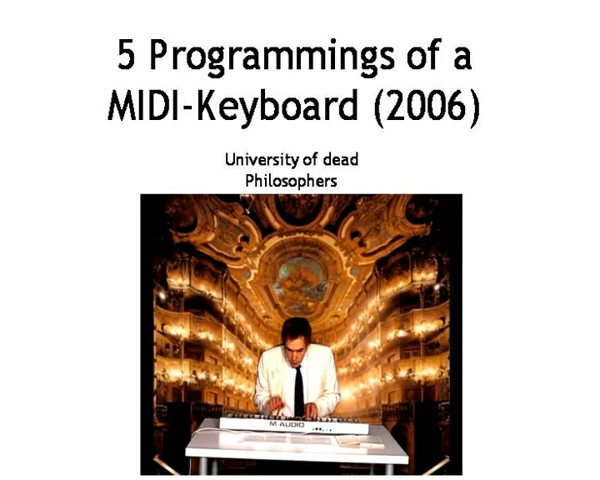 5 Programmings of a
MIDI-Keyboard (2006)
University of dead
Philosophers
M-AUDIO